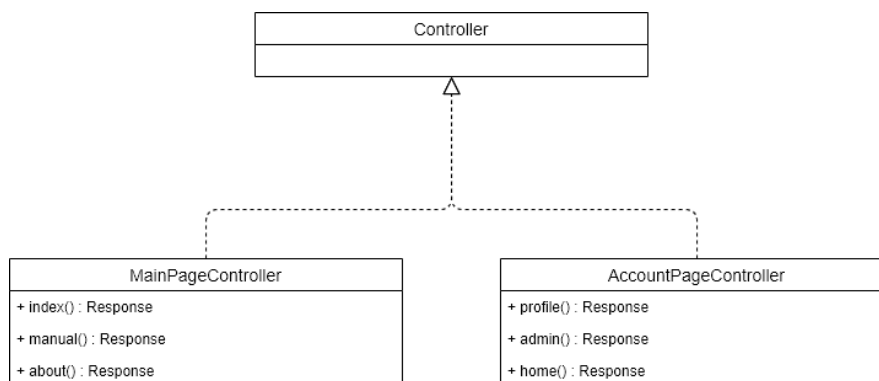 Controller
MainPageController
+ index() : Response
+ manual() : Response
+ about() : Response
AccountPageController
+ profile() : Response
+ admin() : Response
+ home() : Response